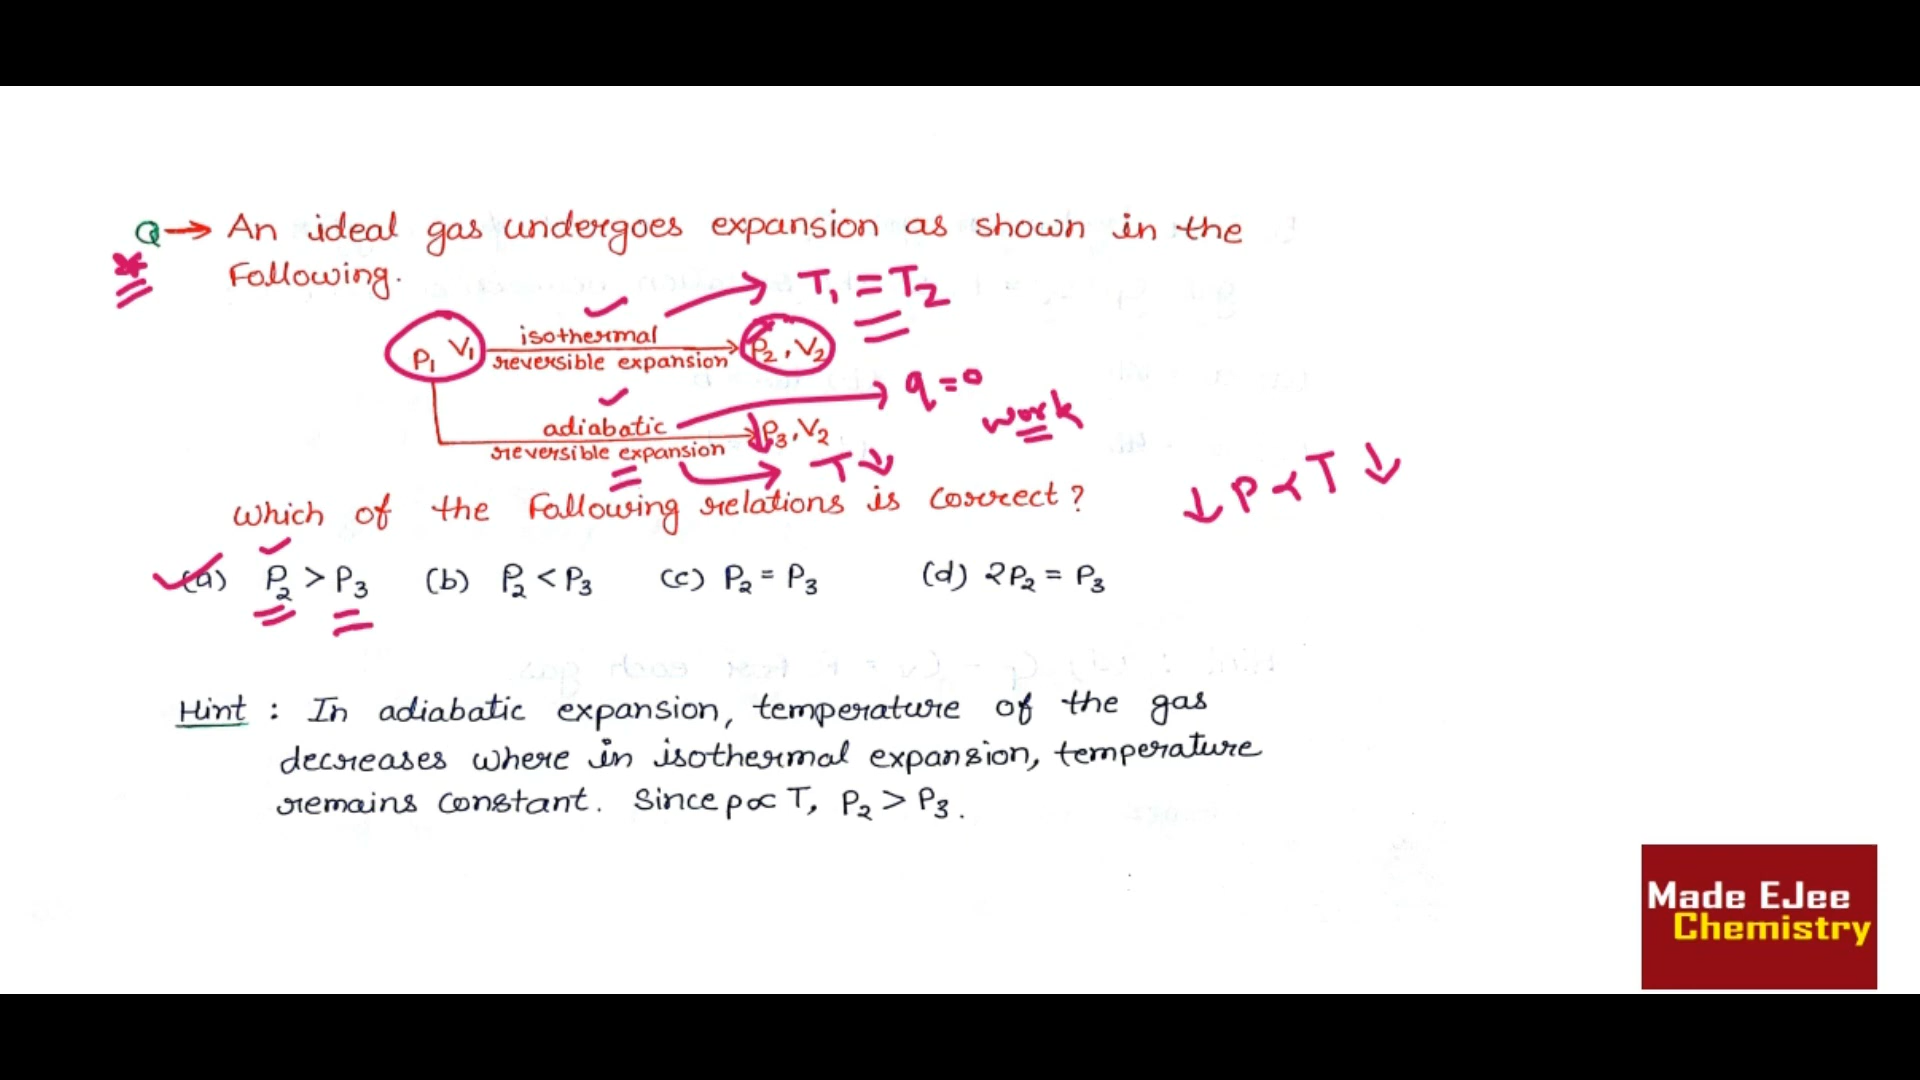 Q→ An ideal gas undergoes expansion as shown in the
Following.
T₁ = T₂
P₁ V₁ isothermal P₂, V₂
reversible expansion
q = 0
work
adiabatic P₃, V₂
reversible expansion
T↓
↓ P ∝ T ↓
Which of the Following relations is correct?
(a) P₂ > P₃ (b) P₂ < P₃ (c) P₂ = P₃ (d) 2P₂ = P₃
Hint : In adiabatic expansion, temperature of the gas
decreases where in isothermal expansion, temperature
remains constant. Since p∝ T, P₂ > P₃.
Made EJee
Chemistry